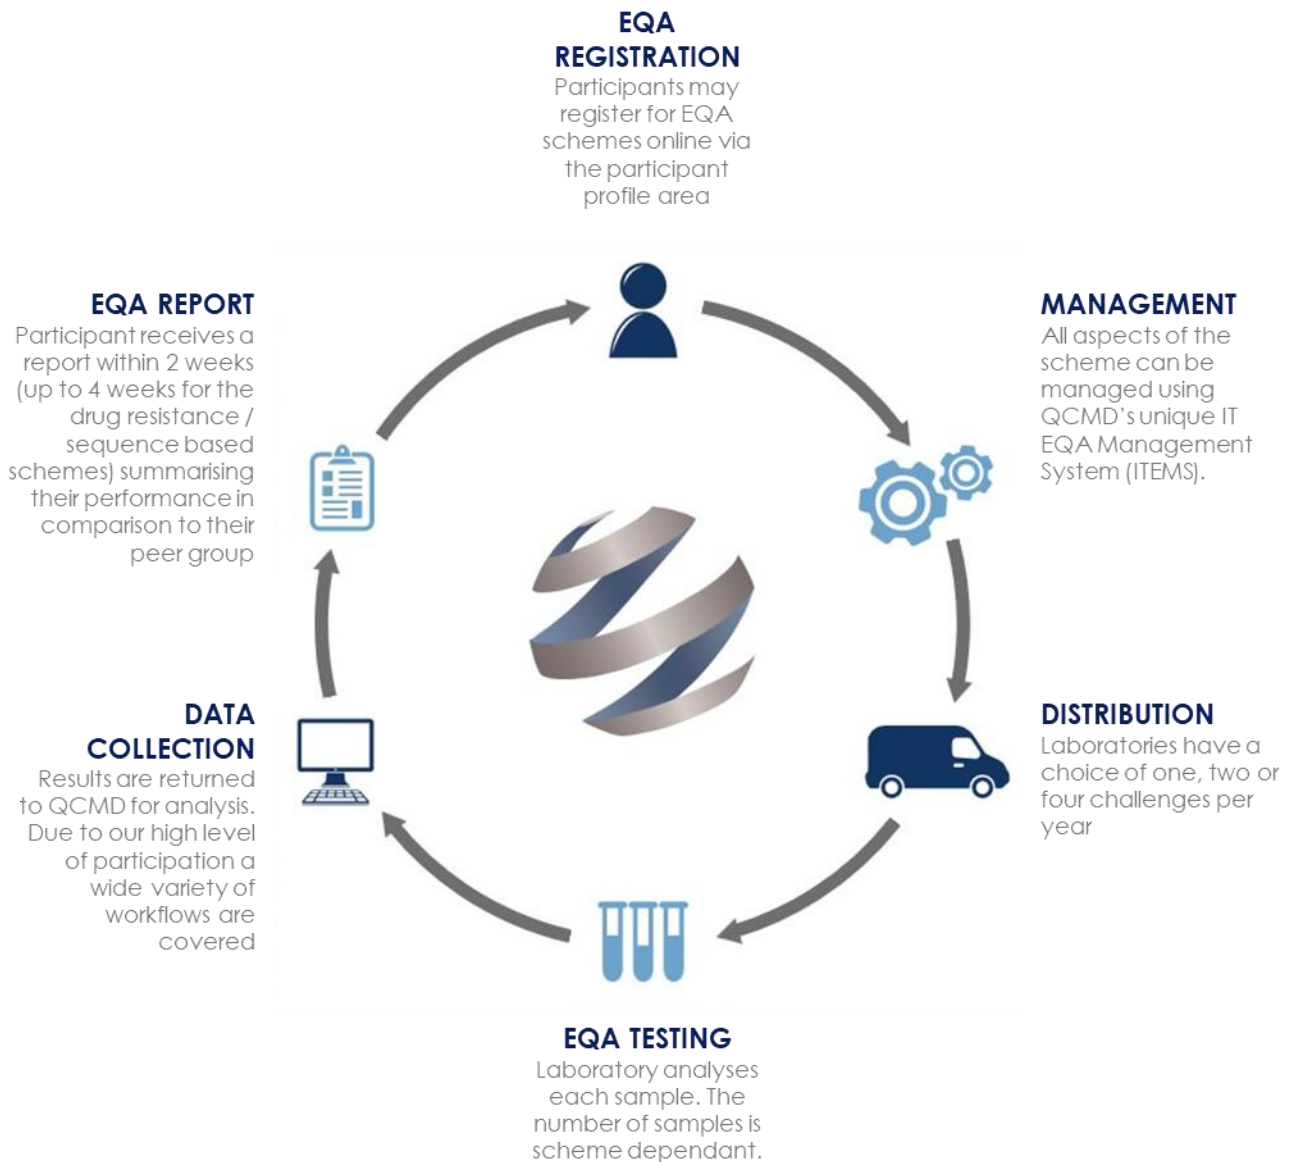 EQA
REGISTRATION
Participants may
register for EQA
schemes online via
the participant
profile area
MANAGEMENT
All aspects of the
scheme can be
managed using
QCMD's unique IT
EQA Management
System (ITEMS).
DISTRIBUTION
Laboratories have a
choice of one, two or
four challenges per
year
EQA TESTING
Laboratory analyses
each sample. The
number of samples is
scheme dependant.
DATA
COLLECTION
Results are returned
to QCMD for analysis.
Due to our high level
of participation a
wide variety of
workflows are
covered
EQA REPORT
Participant receives a
report within 2 weeks
(up to 4 weeks for the
drug resistance /
sequence based
schemes) summarising
their performance in
comparison to their
peer group